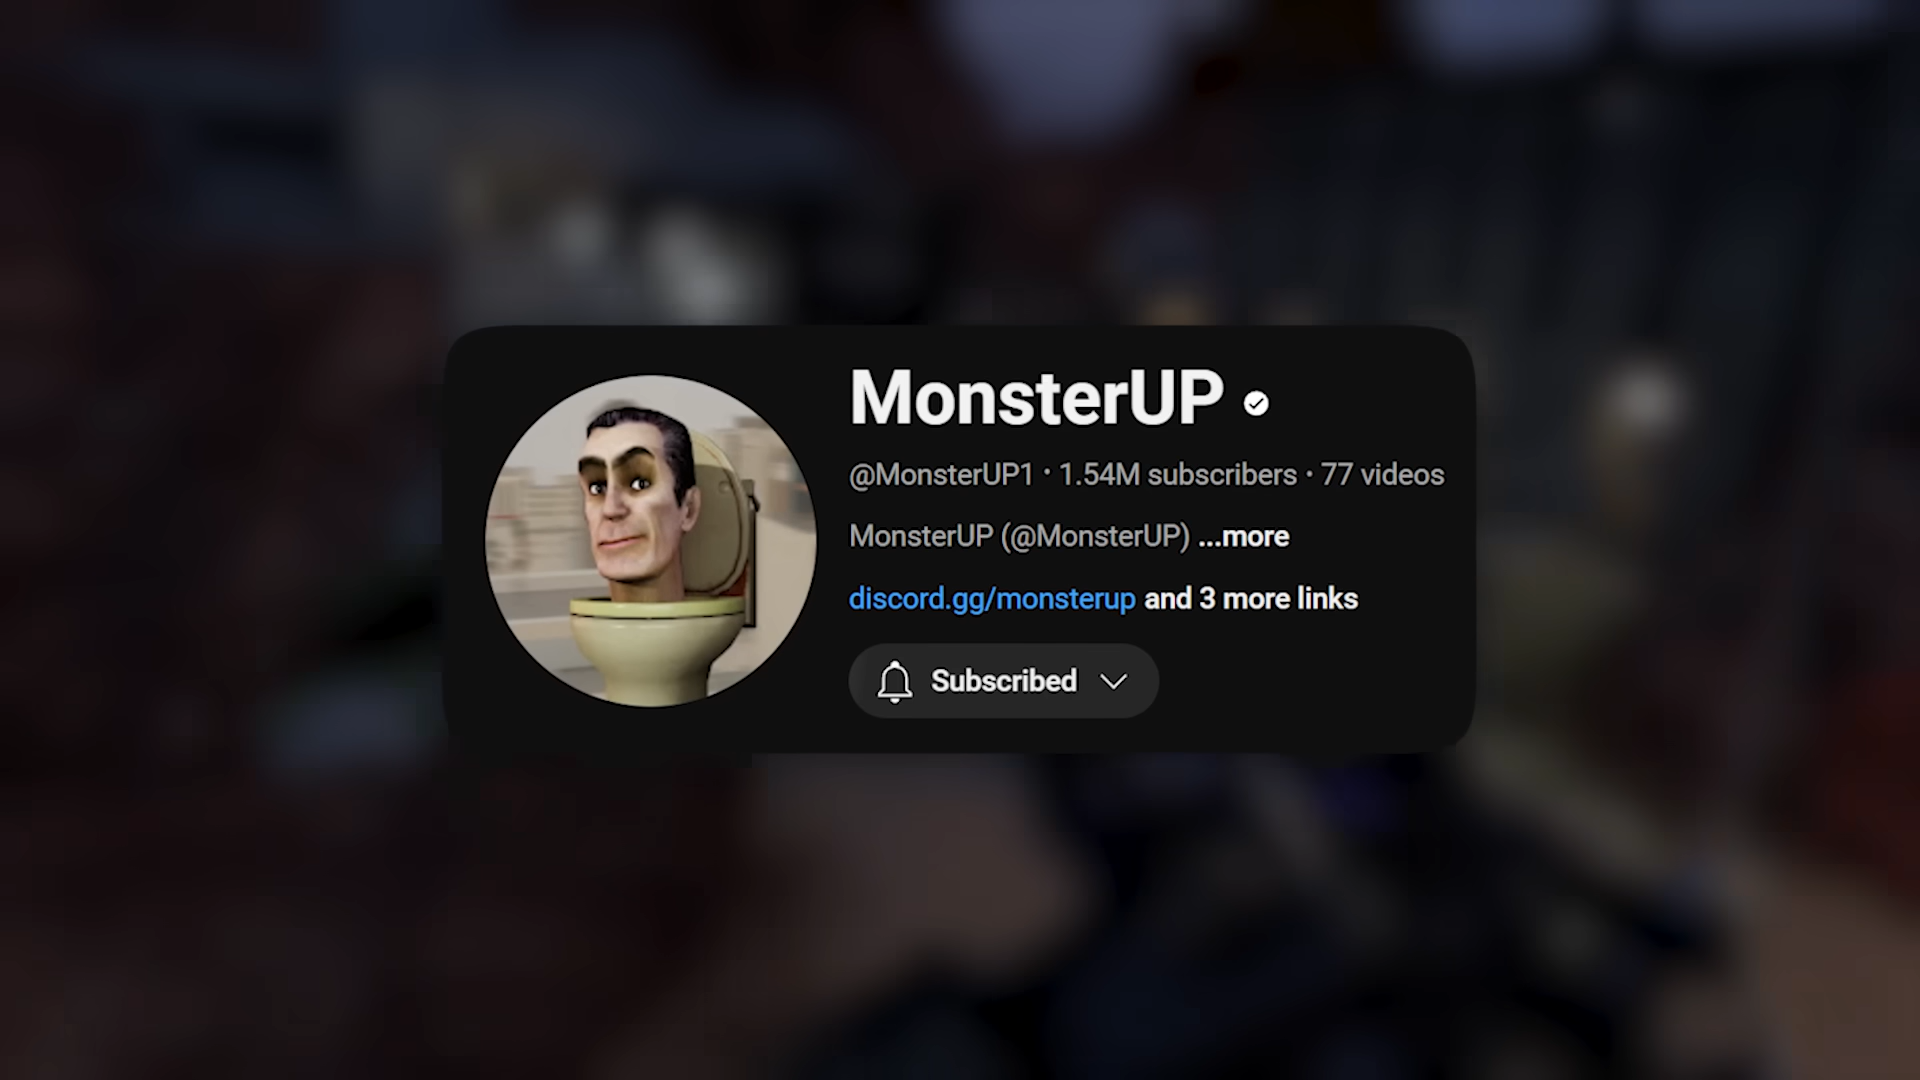 MonsterUP
@MonsterUP1 · 1.54M subscribers · 77 videos
MonsterUP (@MonsterUP) ...more
discord.gg/monsterup and 3 more links
Subscribed